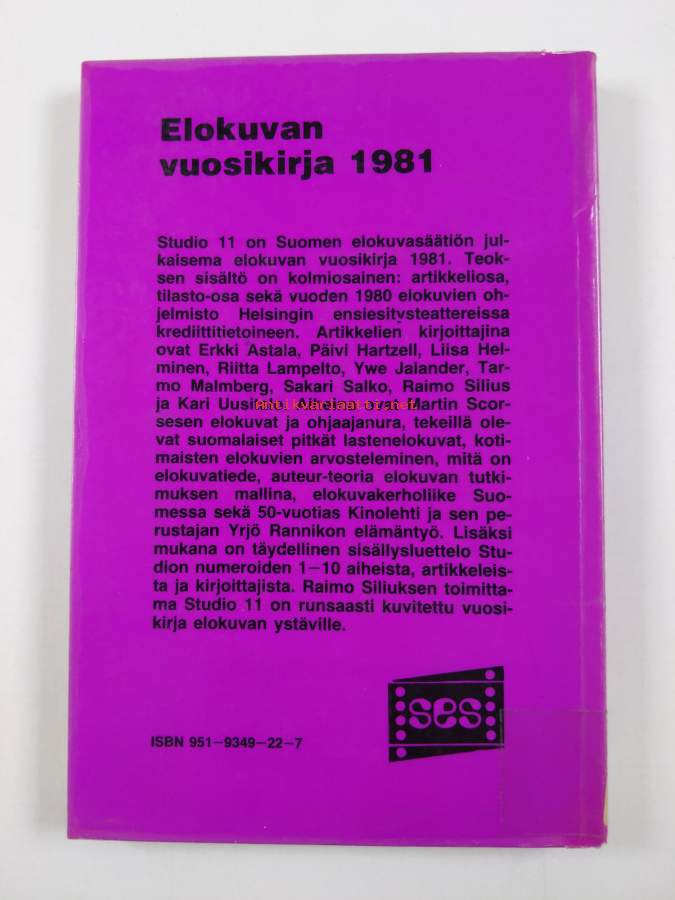 Elokuvan
vuosikirja 1981
Studio 11 on Suomen elokuvasäätiön jul-
kaisema elokuvan vuosikirja 1981. Teok-
sen sisältö on kolmiosainen: artikkeliosa,
tilasto-osa sekä vuoden 1980 elokuvien oh-
jelmisto Helsingin ensiesitysteattereissa
krediittitietoineen. Artikkelien kirjoittajina
ovat Erkki Astala, Päivi Hartzell, Liisa Hel-
minen, Riitta Lampelto, Ywe Jalander, Tar-
mo Malmberg, Sakari Salko, Raimo Silius
ja Kari Uusitalo. Aiheina ovat Martin Scor-
Antikvariaatti.net
sesen elokuvat ja ohjaajanura, tekeillä ole-
vat suomalaiset pitkät lastenelokuvat, koti-
maisten elokuvien arvosteleminen, mitä on
elokuvatiede, auteur-teoria elokuvan tutki-
muksen mallina, elokuvakerholiike Suo-
messa sekä 50-vuotias Kinolehti ja sen pe-
rustajan Yrjö Rannikon elämäntyö. Lisäksi
mukana on täydellinen sisällysluettelo Stu-
dion numeroiden 1–10 aiheista, artikkeleis-
ta ja kirjoittajista. Raimo Siliuksen toimitta-
ma Studio 11 on runsaasti kuvitettu vuosi-
kirja elokuvan ystäville.
ses
ISBN 951–9349–22–7